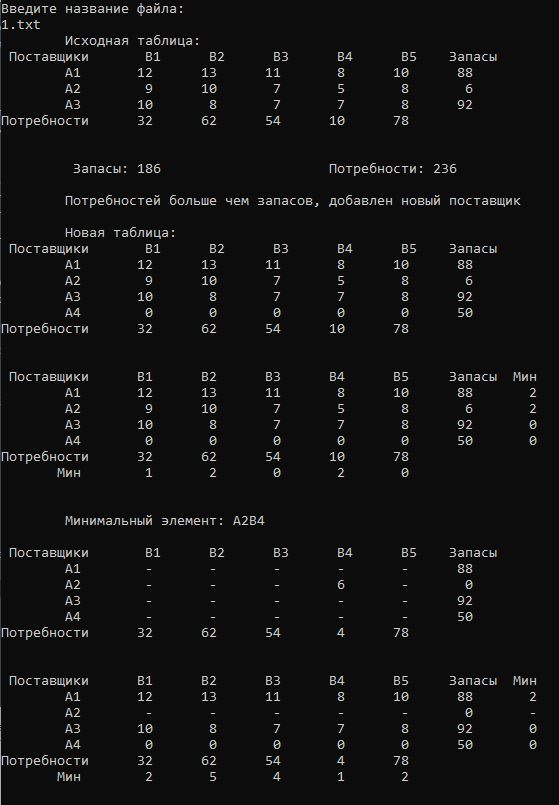 Введите название файла:
1.txt
Исходная таблица:
Поставщики B1 B2 B3 B4 B5 Запасы
A1 12 13 11 8 10 88
A2 9 10 7 5 8 6
A3 10 8 7 7 8 92
Потребности 32 62 54 10 78
Запасы: 186 Потребности: 236
Потребностей больше чем запасов, добавлен новый поставщик
Новая таблица:
Поставщики B1 B2 B3 B4 B5 Запасы
A1 12 13 11 8 10 88
A2 9 10 7 5 8 6
A3 10 8 7 7 8 92
A4 0 0 0 0 0 50
Потребности 32 62 54 10 78
Поставщики B1 B2 B3 B4 B5 Запасы Мин
A1 12 13 11 8 10 88 2
A2 9 10 7 5 8 6 2
A3 10 8 7 7 8 92 0
A4 0 0 0 0 0 50 0
Потребности 32 62 54 10 78
Мин 1 2 0 2 0
Минимальный элемент: A2B4
Поставщики B1 B2 B3 B4 B5 Запасы
A1 - - - - - 88
A2 - - - 6 - 0
A3 - - - - - 92
A4 - - - - - 50
Потребности 32 62 54 4 78
Поставщики B1 B2 B3 B4 B5 Запасы Мин
A1 12 13 11 8 10 88 2
A2 - - - - - 0 -
A3 10 8 7 7 8 92 0
A4 0 0 0 0 0 50 0
Потребности 32 62 54 4 78
Мин 2 5 4 1 2